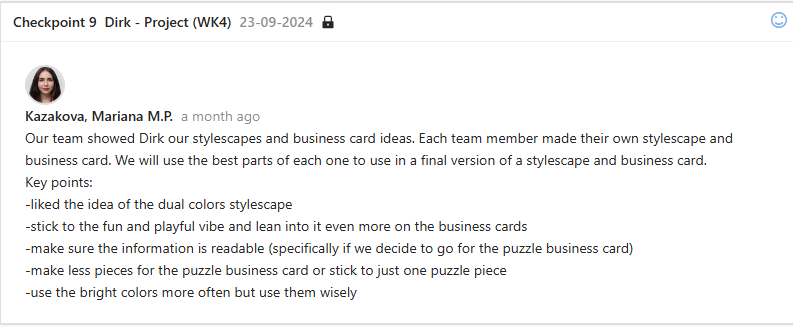 Checkpoint 9 Dirk - Project (WK4) 23-09-2024
Kazakova, Mariana M.P. a month ago
Our team showed Dirk our stylescapes and business card ideas. Each team member made their own stylescape and
business card. We will use the best parts of each one to use in a final version of a stylescape and business card.
Key points:
-liked the idea of the dual colors stylescape
-stick to the fun and playful vibe and lean into it even more on the business cards
-make sure the information is readable (specifically if we decide to go for the puzzle business card)
-make less pieces for the puzzle business card or stick to just one puzzle piece
-use the bright colors more often but use them wisely